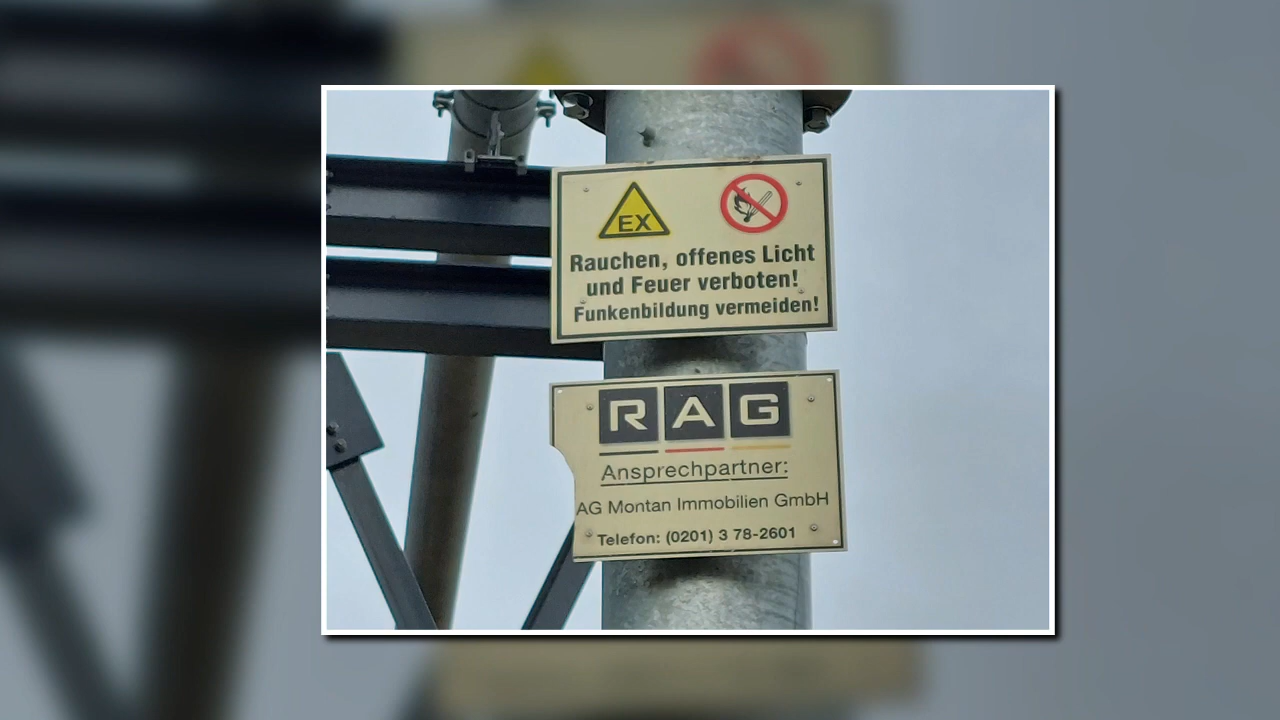 EX
Rauchen, offenes Licht
und Feuer verboten!
Funkenbildung vermeiden!
RAG
Ansprechpartner:
AG Montan Immobilien GmbH
Telefon: (0201) 3 78-2601